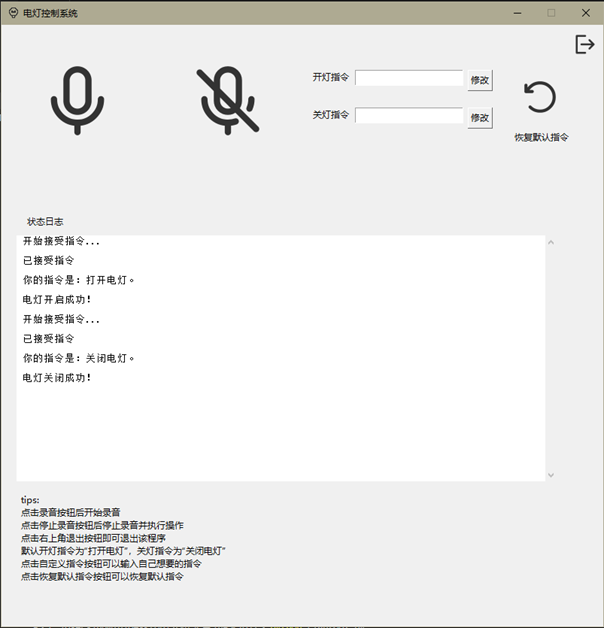 电灯控制系统
开灯指令 修改
关灯指令 修改
恢复默认指令
状态日志
开始接受指令...
已接受指令
你的指令是：打开电灯。
电灯开启成功！
开始接受指令...
已接受指令
你的指令是：关闭电灯。
电灯关闭成功！
tips:
点击录音按钮后开始录音
点击停止录音按钮后停止录音并执行操作
点击右上角退出按钮即可退出该程序
默认开灯指令为“打开电灯”，关灯指令为“关闭电灯”
点击自定义指令按钮可以输入自己想要的指令
点击恢复默认指令按钮可以恢复默认指令